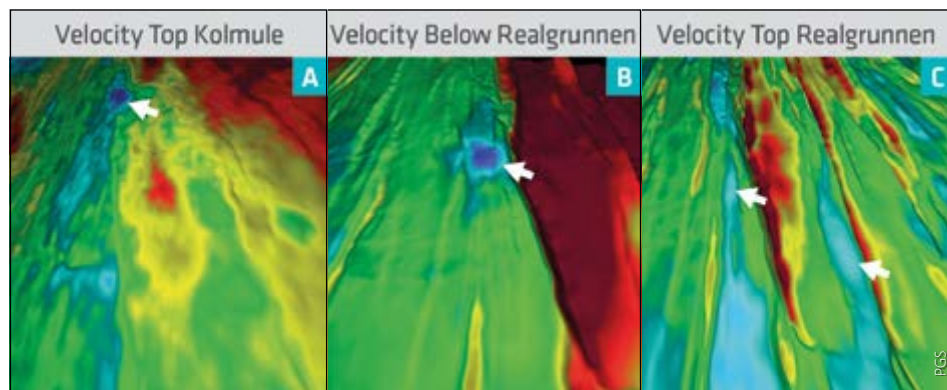 Velocity Top Kolmule
Velocity Below Realgrunnen
Velocity Top Realgrunnen
A
B
C
PGS